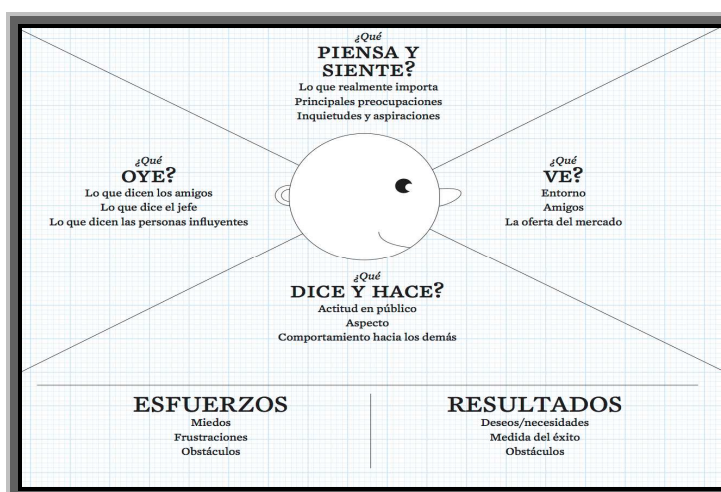 ¿Qué
PIENSA Y
SIENTE?
Lo que realmente importa
Principales preocupaciones
Inquietudes y aspiraciones
¿Qué
OYE?
Lo que dicen los amigos
Lo que dice el jefe
Lo que dicen las personas influyentes
¿Qué
VE?
Entorno
Amigos
La oferta del mercado
¿Qué
DICE Y HACE?
Actitud en público
Aspecto
Comportamiento hacia los demás
ESFUERZOS
Miedos
Frustraciones
Obstáculos
RESULTADOS
Deseos/necesidades
Medida del éxito
Obstáculos